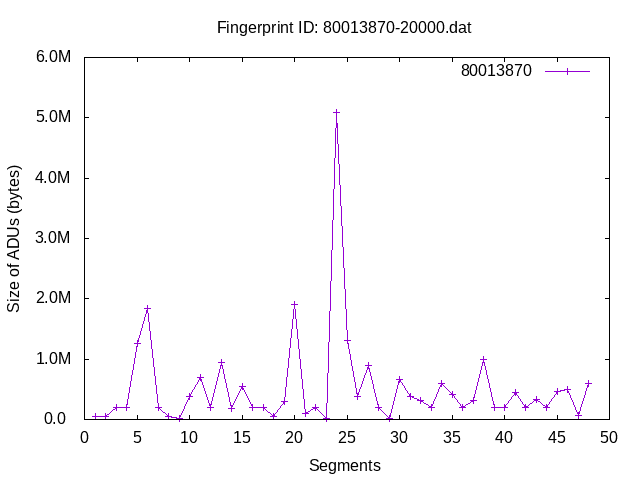 Fingerprint ID: 80013870-20000.dat
6.0M
80013870
5.0M
4.0M
3.0M
2.0M
1.0M
0.0
Size of ADUs (bytes)
0 5 10 15 20 25 30 35 40 45 50
Segments